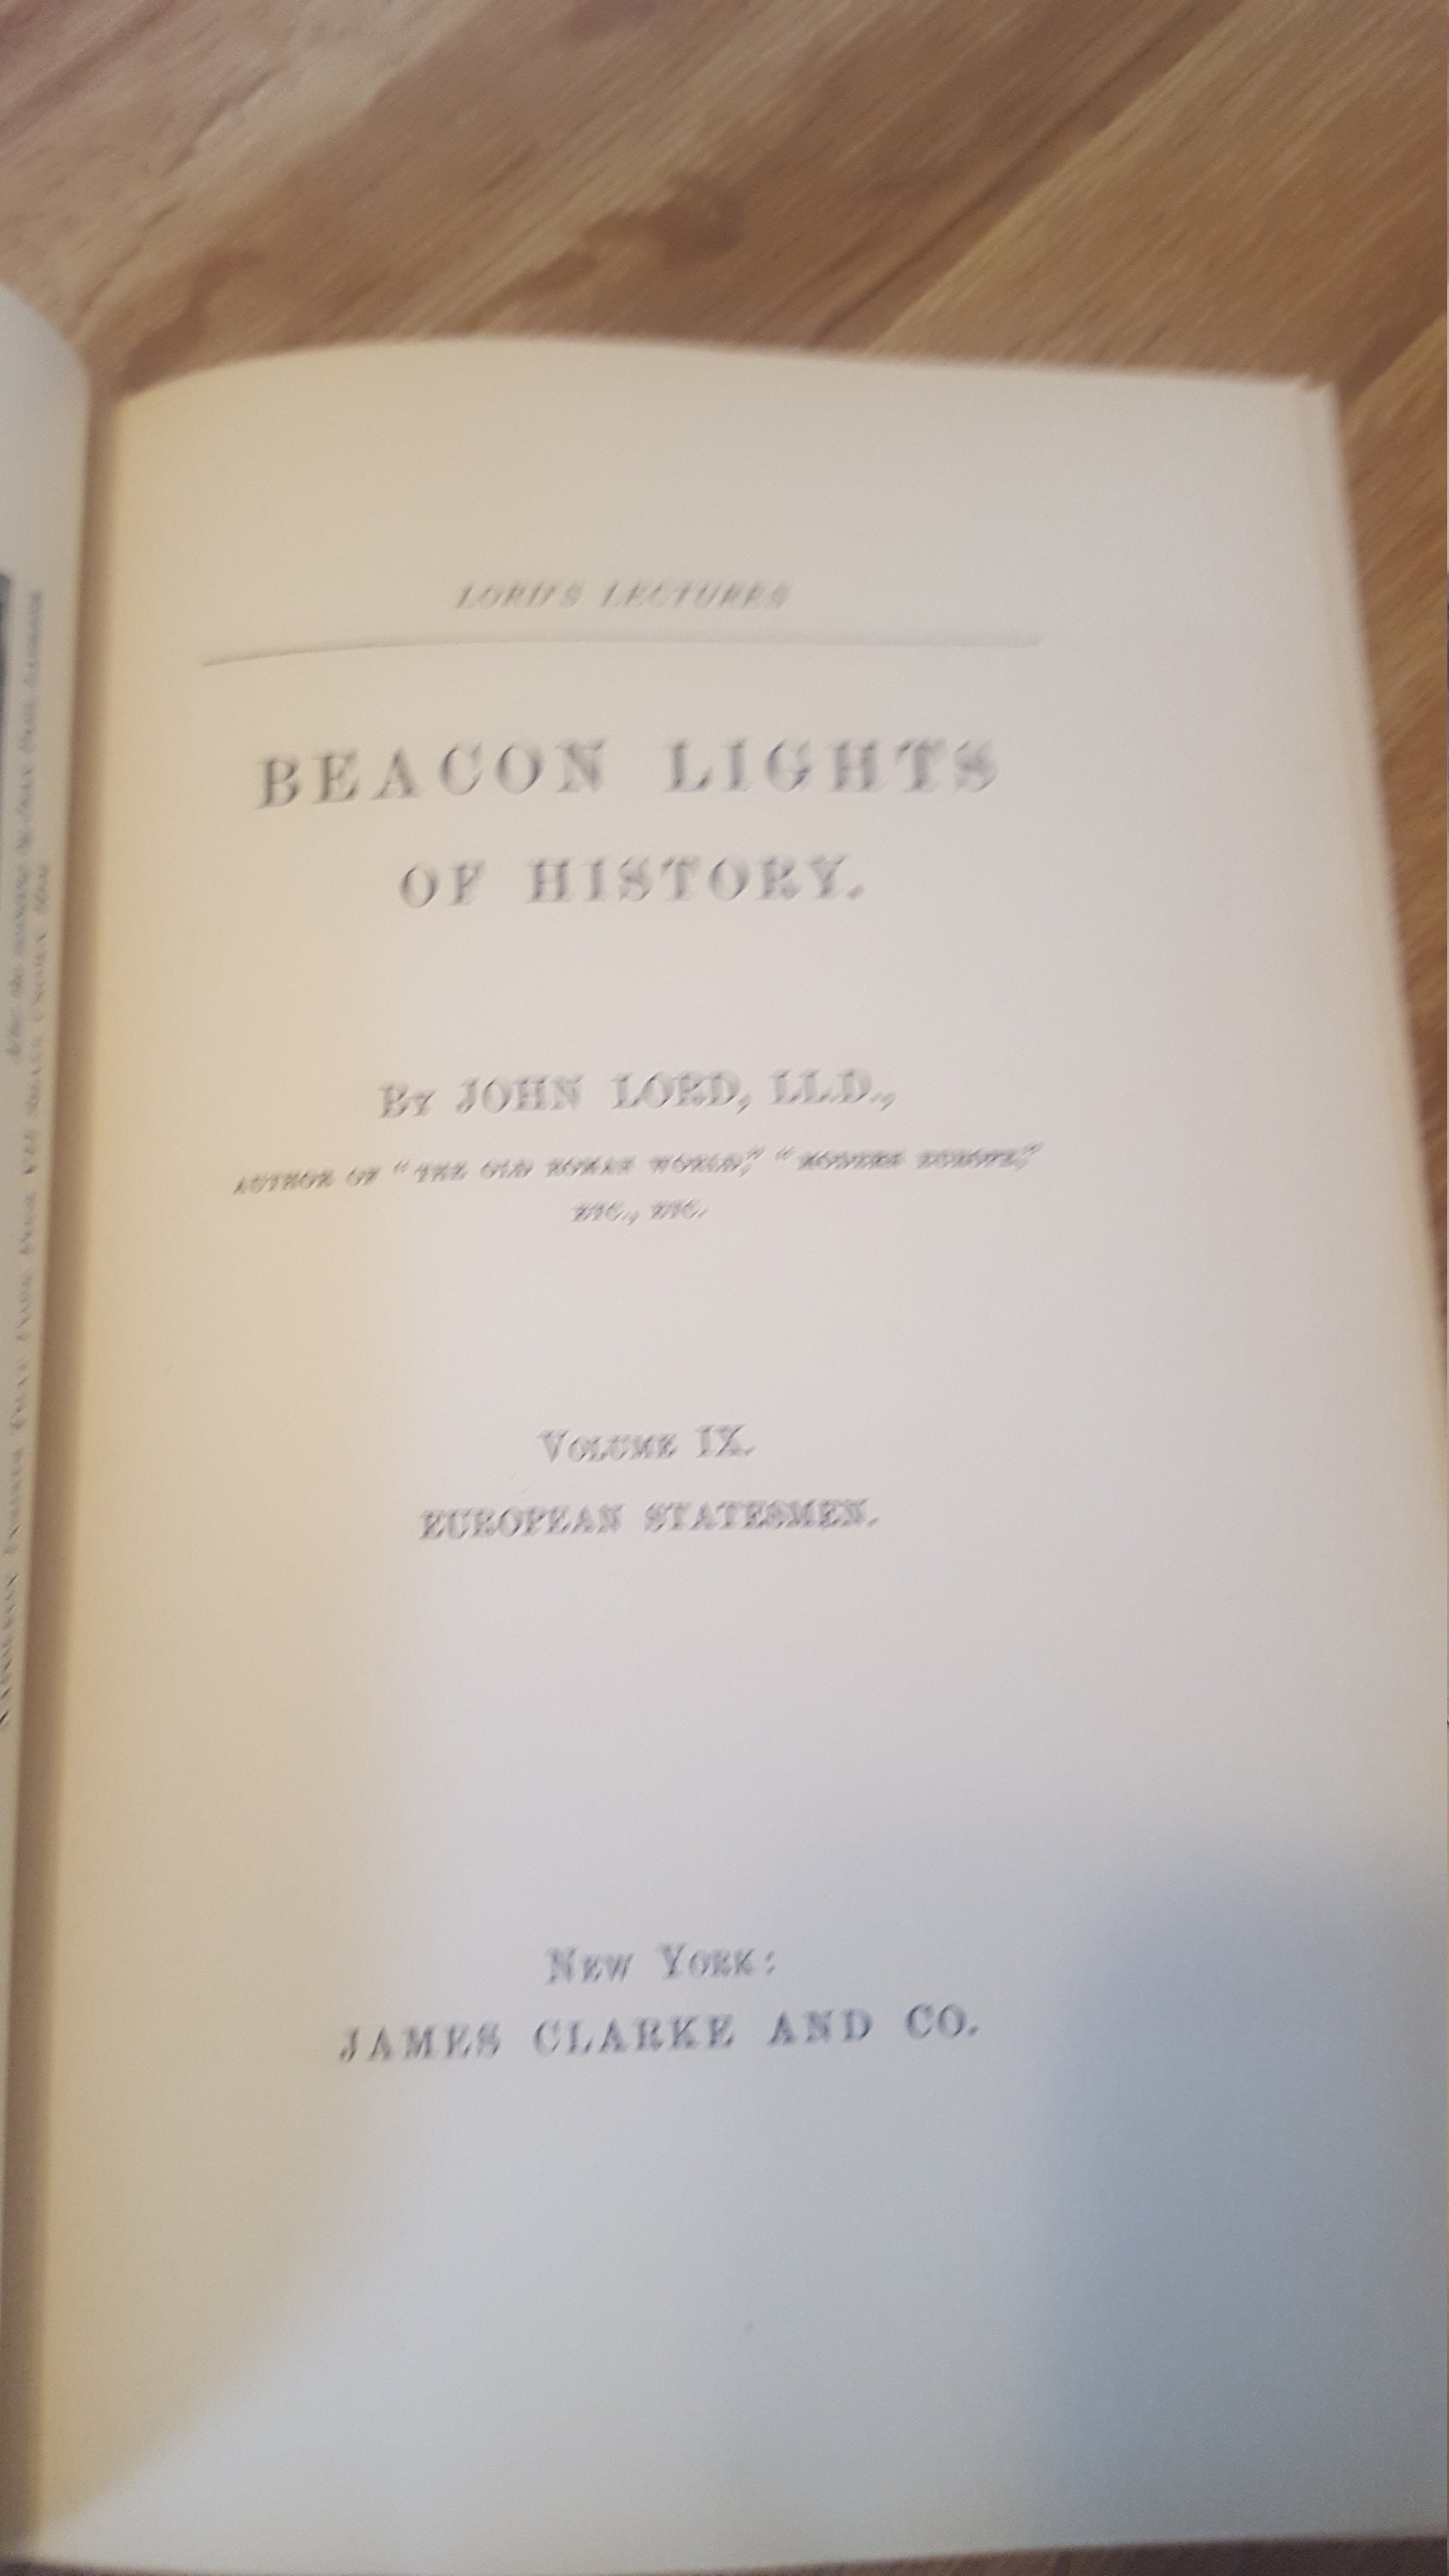 LORD'S LECTURES
BEACON LIGHTS
OF HISTORY.
BY JOHN LORD, LL.D.,
AUTHOR OF "THE OLD ROMAN WORLD," "MODERN EUROPE,"
ETC., ETC.
VOLUME IX.
EUROPEAN STATESMEN.
NEW YORK:
JAMES CLARKE AND CO.